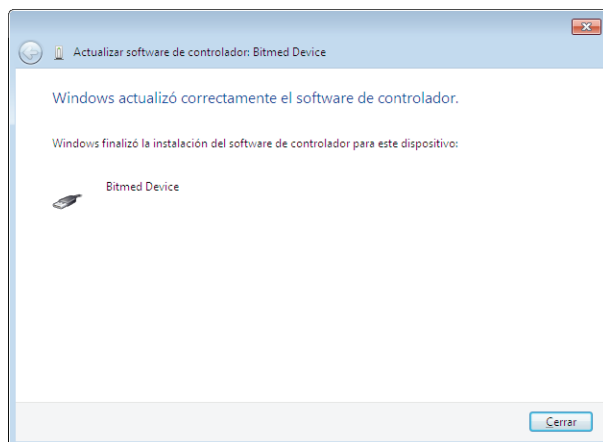 Actualizar software de controlador: Bitmed Device
Windows actualizó correctamente el software de controlador.
Windows finalizó la instalación del software de controlador para este dispositivo:
Bitmed Device
Cerrar